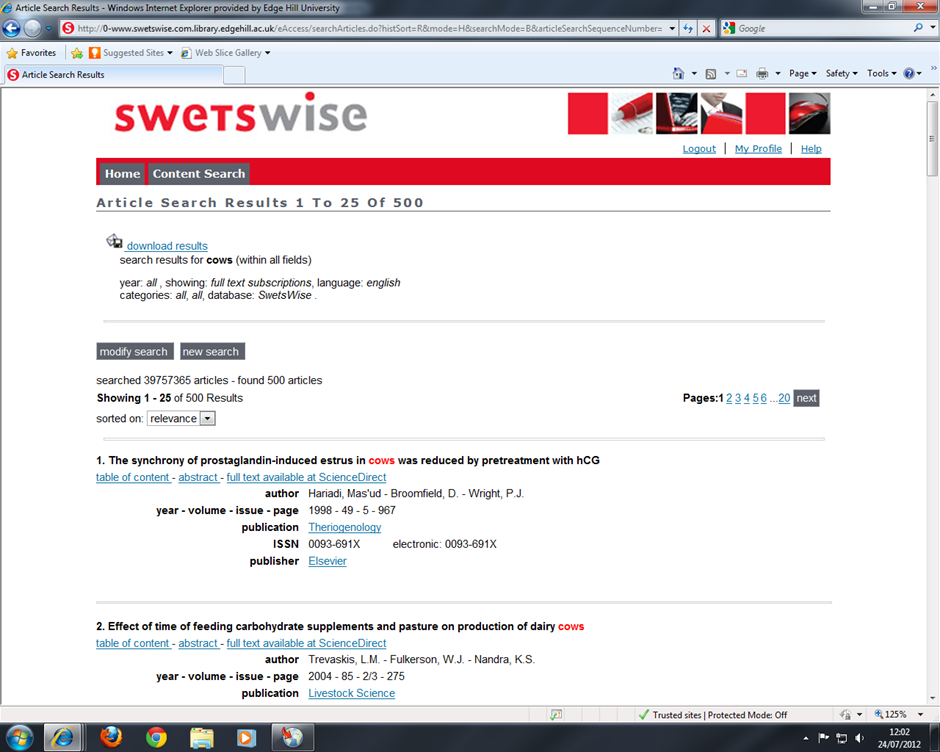 Article Search Results - Windows Internet Explorer provided by Edge Hill University
http://0-www.swetswise.com.library.edgehill.ac.uk/eAccess/searchArticles.do?histSort=R&mode=H&searchMode=B&articleSearchSequenceNumber=
Google
Favorites Suggested Sites Web Slice Gallery
Article Search Results
Page Safety Tools
swetswise
Logout | My Profile | Help
Home Content Search
Article Search Results 1 To 25 Of 500
download results
search results for cows (within all fields)
year: all , showing: full text subscriptions, language: english
categories: all, all, database: SwetsWise .
modify search new search
searched 39757365 articles - found 500 articles
Showing 1 - 25 of 500 Results
Pages:1 2 3 4 5 6 ...20 next
sorted on: relevance
1. The synchrony of prostaglandin-induced estrus in cows was reduced by pretreatment with hCG
table of content - abstract - full text available at ScienceDirect
author Hariadi, Mas'ud - Broomfield, D. - Wright, P.J.
year - volume - issue - page 1998 - 49 - 5 - 967
publication Theriogenology
ISSN 0093-691X electronic: 0093-691X
publisher Elsevier
2. Effect of time of feeding carbohydrate supplements and pasture on production of dairy cows
table of content - abstract - full text available at ScienceDirect
author Trevaskis, L.M. - Fulkerson, W.J. - Nandra, K.S.
year - volume - issue - page 2004 - 85 - 2/3 - 275
publication Livestock Science
Trusted sites | Protected Mode: Off
125%
12:02
24/07/2012